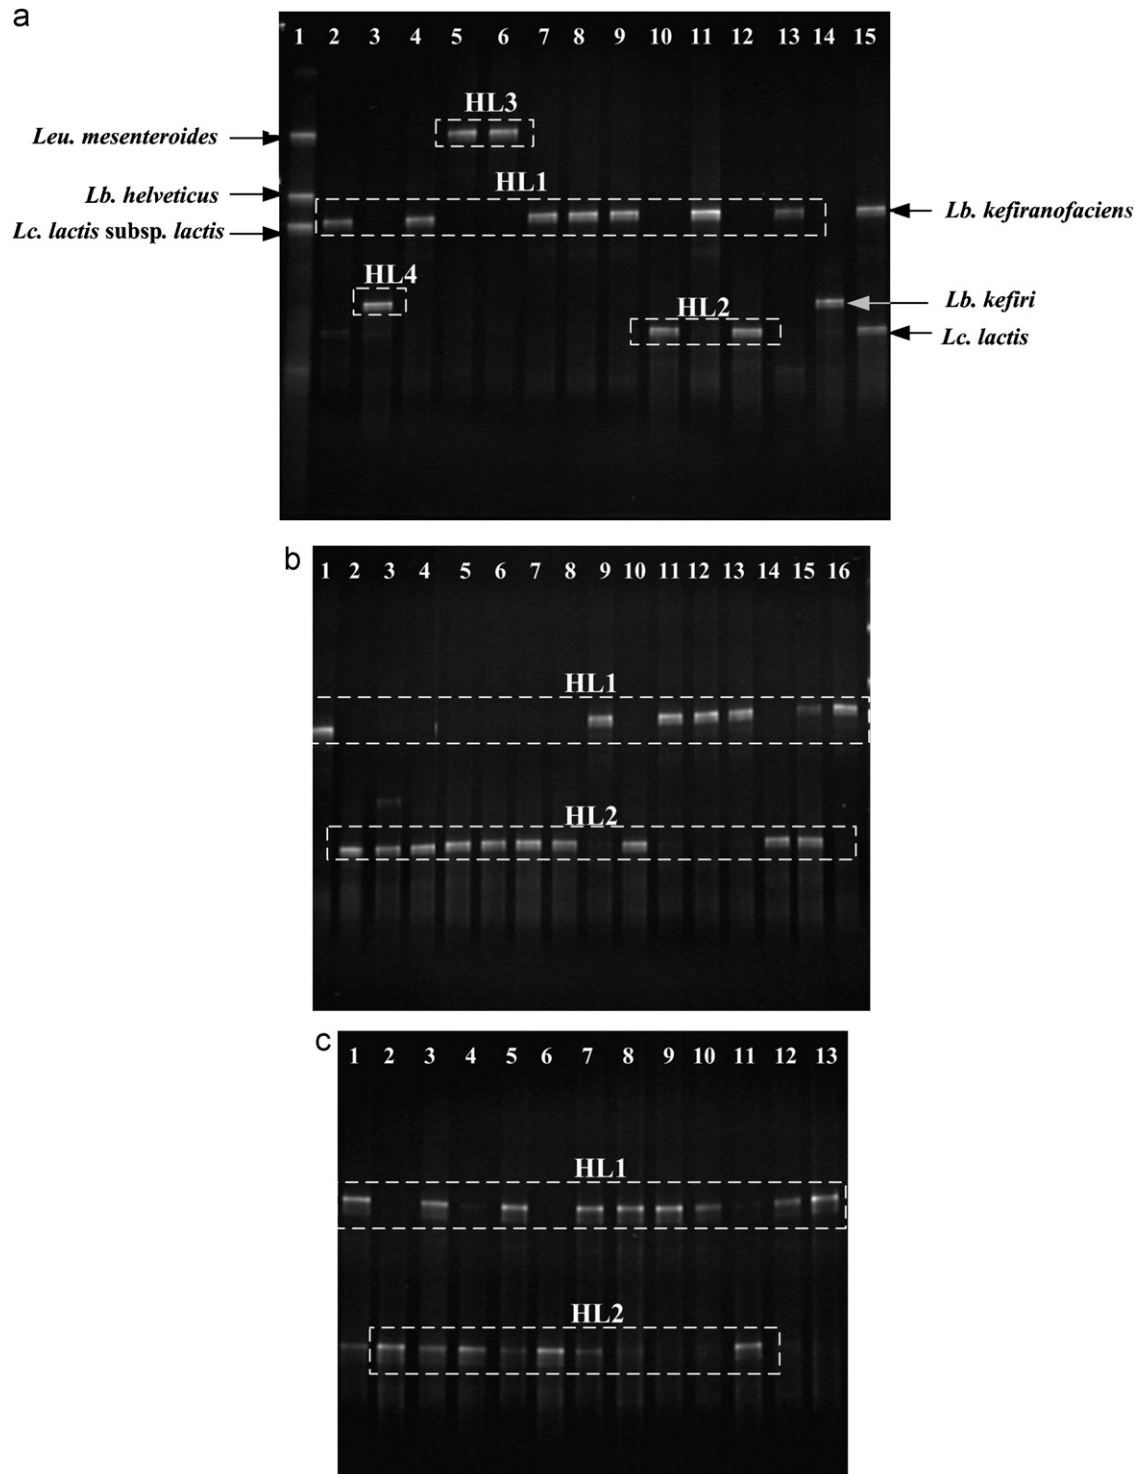 a
1 2 3 4 5 6 7 8 9 10 11 12 13 14 15
HL3
Leu. mesenteroides
HL1
Lb. helveticus
Lb. kefiranofaciens
Lc. lactis subsp. lactis
HL4
HL2
Lb. kefiri
Lc. lactis
b
1 2 3 4 5 6 7 8 9 10 11 12 13 14 15 16
HL1
HL2
c
1 2 3 4 5 6 7 8 9 10 11 12 13
HL1
HL2